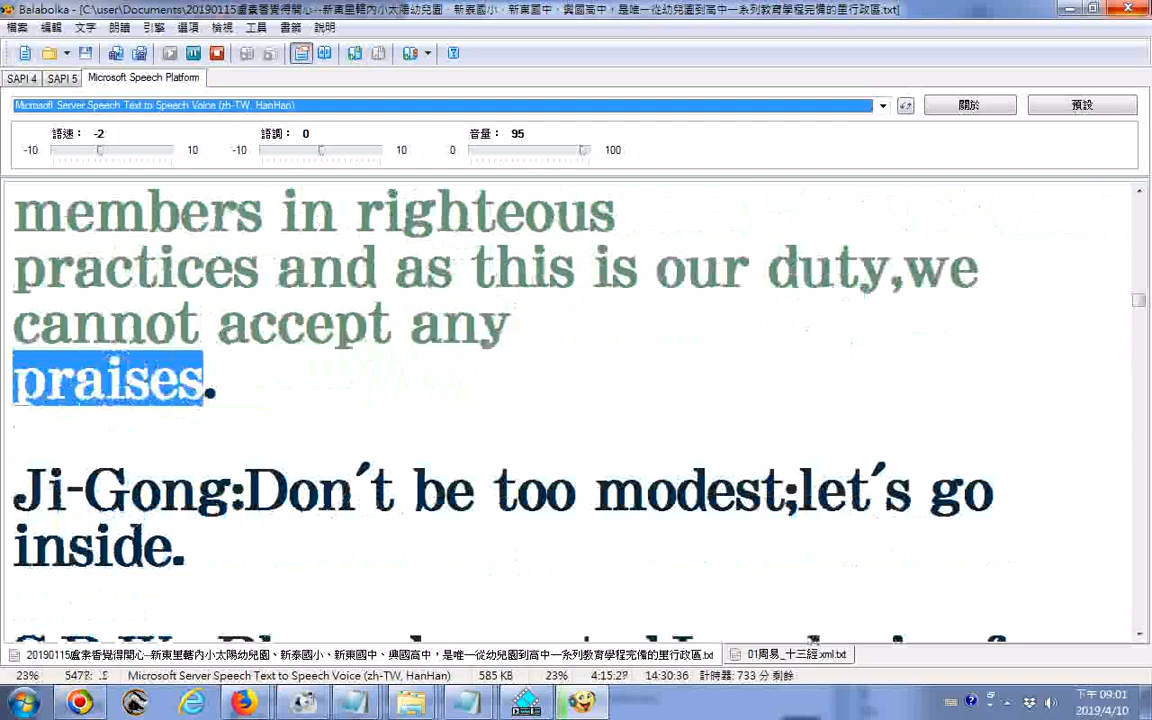 Balabolka - [C:\user\Documents\20190115盧素香覺得開心--新東里轄內小太陽幼兒園、新泰國小、新東國中、興國高中，是唯一從幼兒園到高中一系列教育學程完備的里行政區.txt]
檔案 編輯 文字 朗讀 引擎 選項 檢視 工具 書籤 說明
SAPI 4 SAPI 5 Microsoft Speech Platform
Microsoft Server Speech Text to Speech Voice (zh-TW, HanHan)
關於 預設
語速： -2 語調： 0 音量： 95
-10 10 -10 10 0 100
members in righteous
practices and as this is our duty,we
cannot accept any
praises.
Ji-Gong:Don´t be too modest;let´s go
inside.
20190115盧素香覺得開心--新東里轄內小太陽幼兒園、新泰國小、新東國中、興國高中，是唯一從幼兒園到高中一系列教育學程完備的里行政區.txt 01周易_十三經.xml.txt
23% Microsoft Server Speech Text to Speech Voice (zh-TW, HanHan) 585 KB 23% 14:30:36 計時器： 733 分 剩餘
下午 09:01
2019/4/10